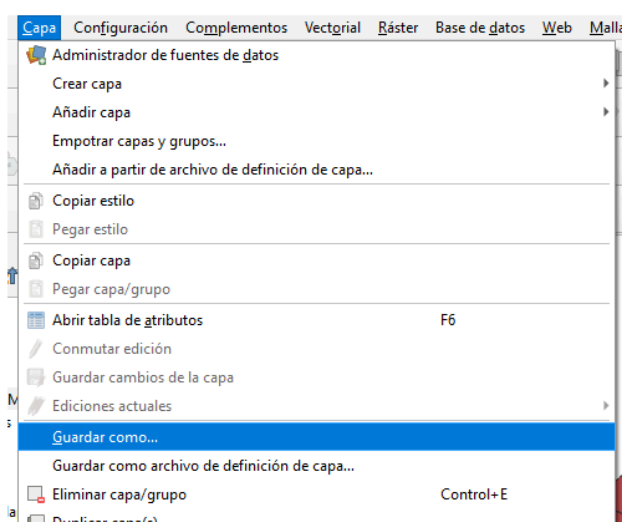 Capa Configuración Complementos Vectorial Ráster Base de datos Web Malla
Administrador de fuentes de datos
Crear capa
Añadir capa
Empotrar capas y grupos...
Añadir a partir de archivo de definición de capa...
Copiar estilo
Pegar estilo
Copiar capa
Pegar capa/grupo
Abrir tabla de atributos F6
Conmutar edición
Guardar cambios de la capa
Ediciones actuales
Guardar como...
Guardar como archivo de definición de capa...
Eliminar capa/grupo Control+E
Duplicar capa(s)